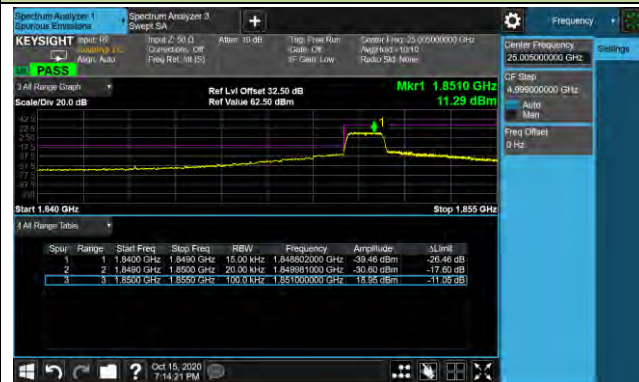 Spectrum Analyzer 1
Spurious Emissions
Spectrum Analyzer 3
Swept SA
Frequency
KEYSIGHT
Input: RF
Coupling: DC
Align: Auto
Input Z: 50 Ω
Corrections: Off
Freq Ref: Int (S)
Atten: 10 dB
Trig: Free Run
Gate: Off
IF Gain: Low
Center Freq: 25.005000000 GHz
Avg|Hold: >10/10
Radio Std: None
PASS
Center Frequency
25.005000000 GHz
Settings
CF Step
4.999000000 GHz
Auto
Man
Freq Offset
0 Hz
3 All Range Graph
Scale/Div 20.0 dB
Ref Lvl Offset 32.50 dB
Ref Value 62.50 dBm
Mkr1 1.8510 GHz
11.29 dBm
42.5
22.5
2.50
1
Start 1.840 GHz
Stop 1.855 GHz
4 All Range Table
Spur Range Start Freq Stop Freq RBW Frequency Amplitude ΔLimit
1 1 1.8400 GHz 1.8490 GHz 15.00 kHz 1.848802000 GHz -39.46 dBm -26.46 dB
2 2 1.8490 GHz 1.8500 GHz 20.00 kHz 1.849981000 GHz -30.60 dBm -17.60 dB
3 3 1.8500 GHz 1.8550 GHz 100.0 kHz 1.851000000 GHz 18.95 dBm -11.05 dB
?
Oct 15, 2020
7:14:21 PM